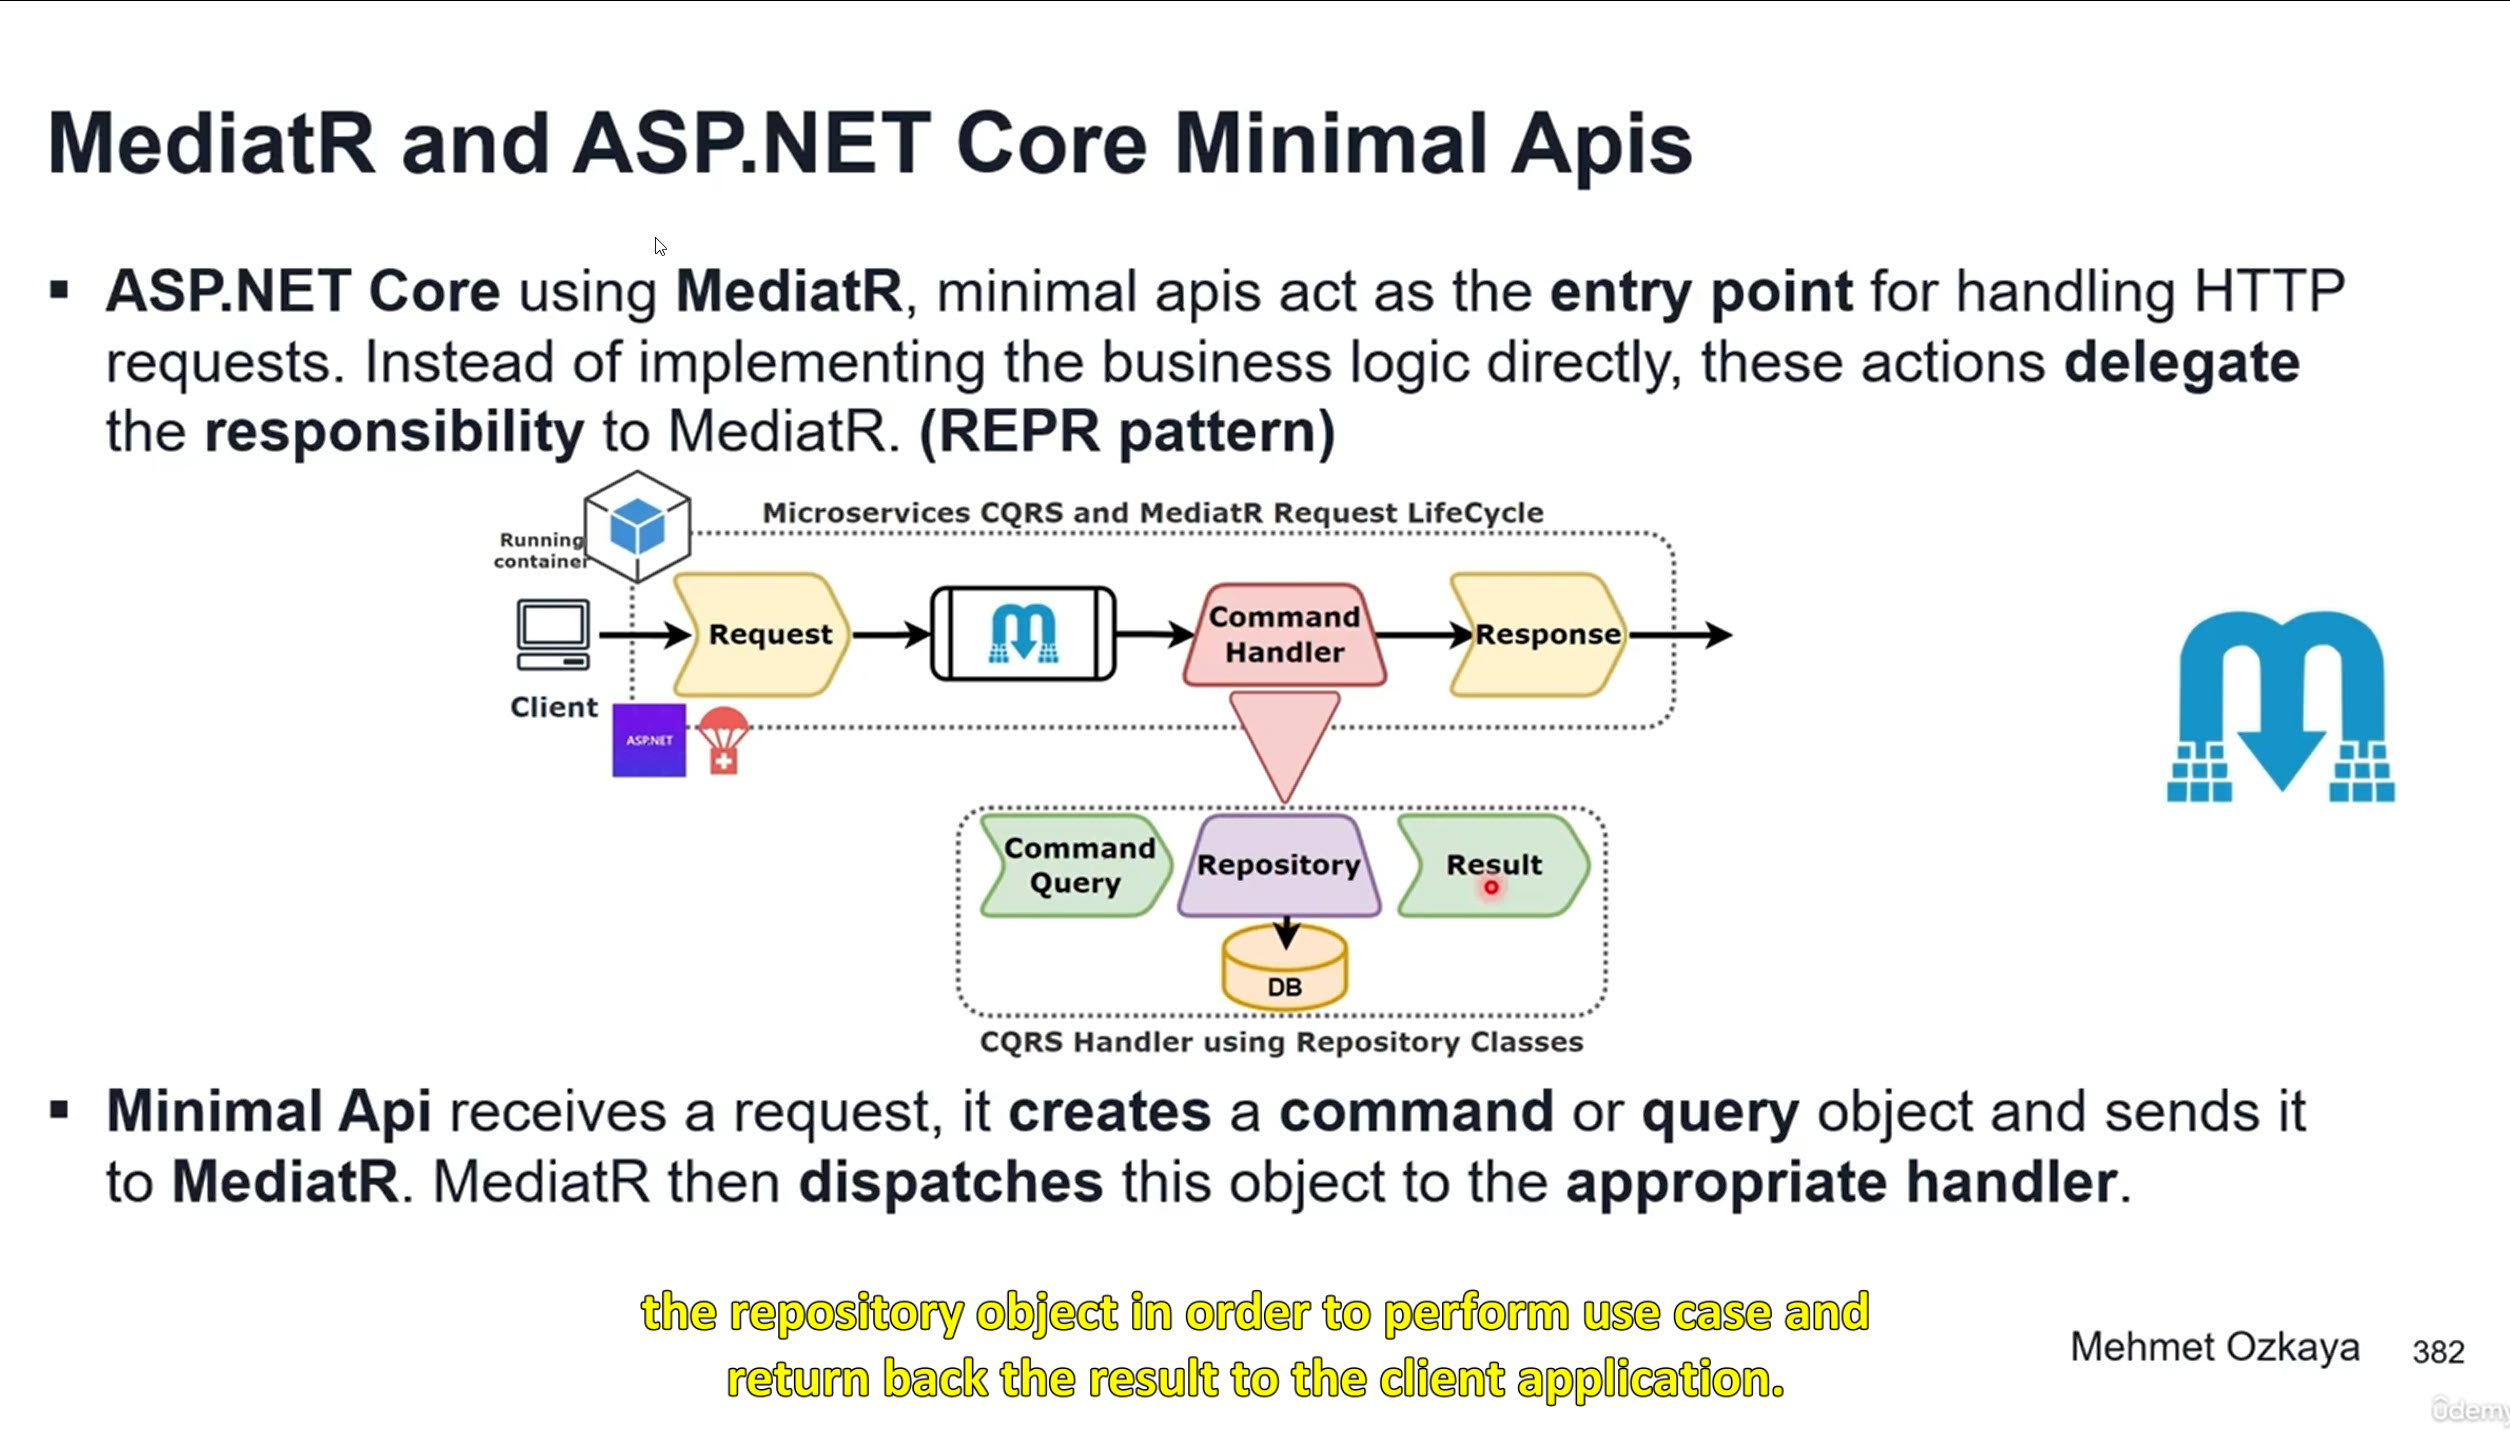 MediatR and ASP.NET Core Minimal Apis
▪ ASP.NET Core using MediatR, minimal apis act as the entry point for handling HTTP
requests. Instead of implementing the business logic directly, these actions delegate
the responsibility to MediatR. (REPR pattern)
Microservices CQRS and MediatR Request LifeCycle
Running
container
Client
Request
Command
Handler
Response
ASP.NET
Command
Query
Repository
Result
DB
CQRS Handler using Repository Classes
▪ Minimal Api receives a request, it creates a command or query object and sends it
to MediatR. MediatR then dispatches this object to the appropriate handler.
the repository object in order to perform use case and
return back the result to the client application.
Mehmet Ozkaya 382
ûdemy